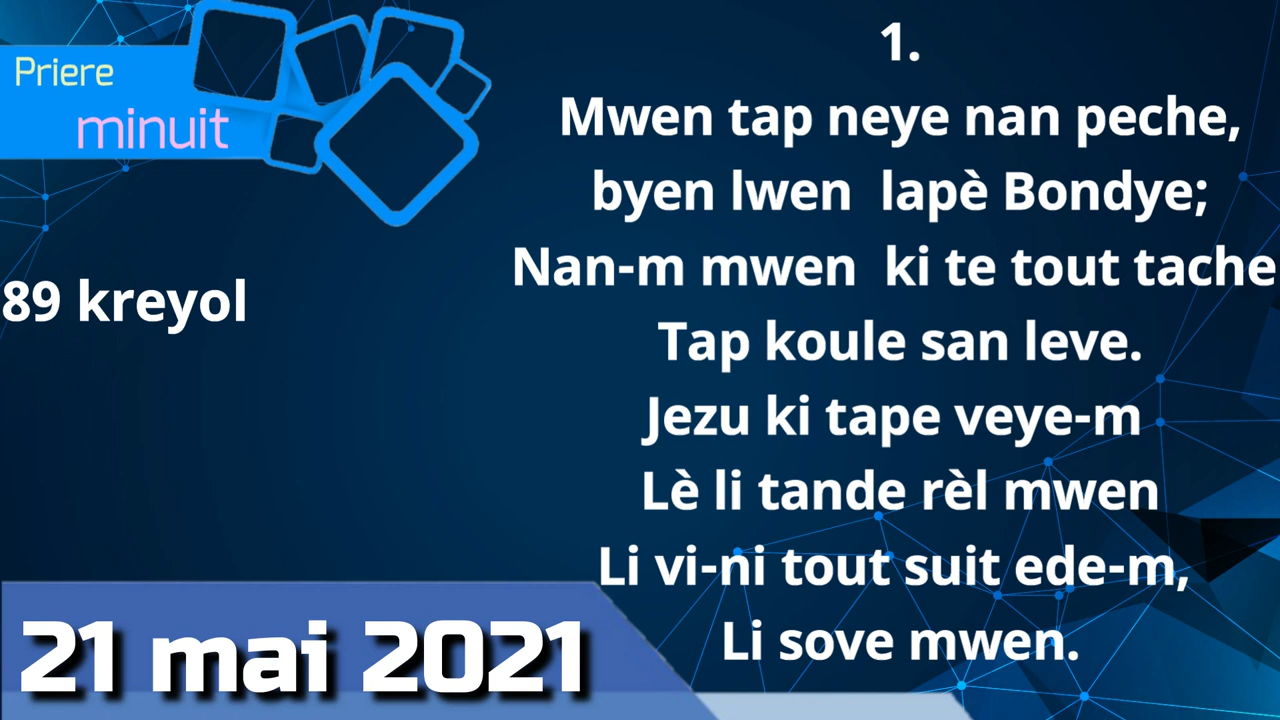 Priere
minuit
89 kreyol
21 mai 2021
1.
Mwen tap neye nan peche,
byen lwen lapè Bondye;
Nan-m mwen ki te tout tache
Tap koule san leve.
Jezu ki tape veye-m
Lè li tande rèl mwen
Li vi-ni tout suit ede-m,
Li sove mwen.